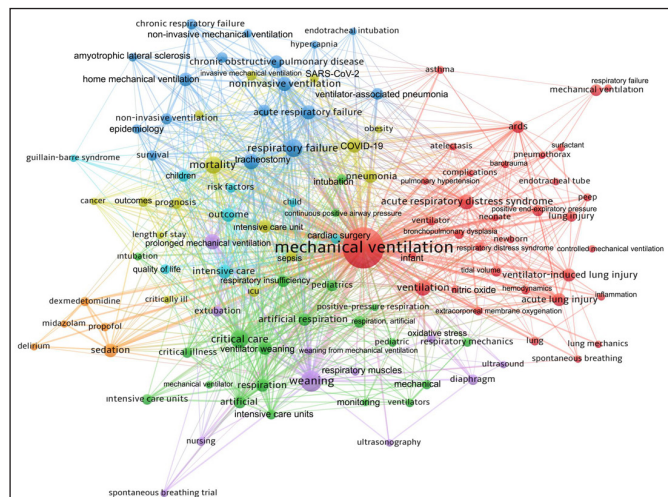 chronic respiratory failure
non-invasive mechanical ventilation
endotracheal intubation
hypercapnia
amyotrophic lateral sclerosis
chronic obstructive pulmonary disease
invasive mechanical ventilation
SARS-CoV-2
asthma
respiratory failure
home mechanical ventilation
noninvasive ventilation
mechanical ventilation
ventilator-associated pneumonia
non-invasive ventilation
acute respiratory failure
epidemiology
obesity
ards
surfactant
respiratory failure
COVID-19
atelectasis
pneumothorax
guillain-bare syndrome
survival
tracheostomy
barotrauma
mortality
complications
children
pneumonia
endotracheal tube
risk factors
intubation
pulmonary hypertension
peep
cancer
outcomes
prognosis
child
acute respiratory distress syndrome
outcome
continuous positive airway pressure
positive end-expiratory pressure
neonate
lung injury
intensive care unit
ventilator
length of stay
cardiac surgery
bronchopulmonary dysplasia
newborn
prolonged mechanical ventilation
mechanical ventilation
respiratory distress syndrome
controlled mechanical ventilation
intubation
sepsis
infant
quality of life
intensive care
tidal volume
ventilator-induced lung injury
respiratory insufficiency
pediatrics
ventilation
nitric oxide
hemodynamics
icu
inflammation
dexmedetomidine
critically ill
acute lung injury
extubation
positive-pressure respiration
extracorporeal membrane oxygenation
midazolam
propofol
artificial respiration
respiration, artificial
oxidative stress
lung
lung mechanics
delirium
sedation
critical care
pediatric
respiratory mechanics
critical illness
ventilator weaning
weaning from mechanical ventilation
spontaneous breathing
ultrasound
respiratory muscles
mechanical ventilator
respiration
weaning
mechanical
diaphragm
intensive care units
artificial
monitoring
ventilators
intensive care units
nursing
ultrasonography
spontaneous breathing trial